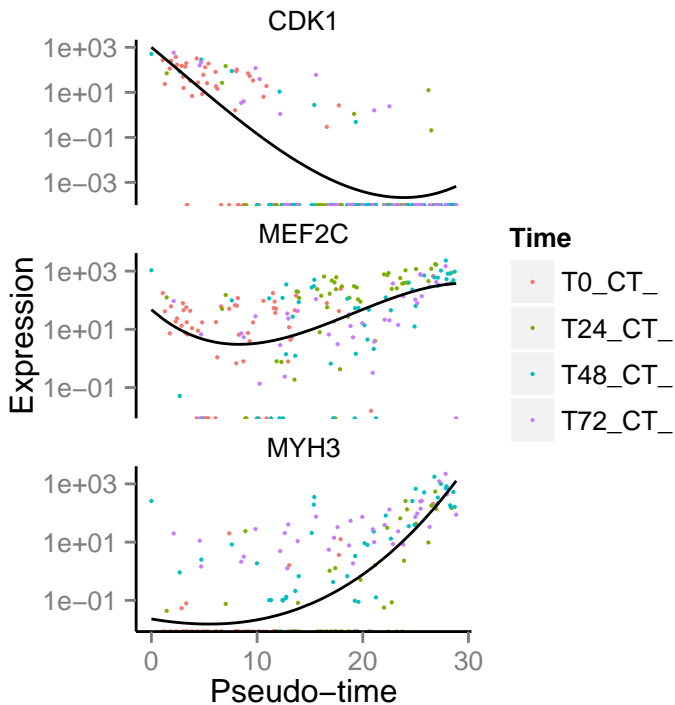 CDK1
1e+03
1e+01
1e−01
1e−03
MEF2C
1e+03
1e+01
1e−01
MYH3
1e+03
1e+01
1e−01
0 10 20 30
Pseudo−time
Expression
Time
T0_CT_
T24_CT_
T48_CT_
T72_CT_